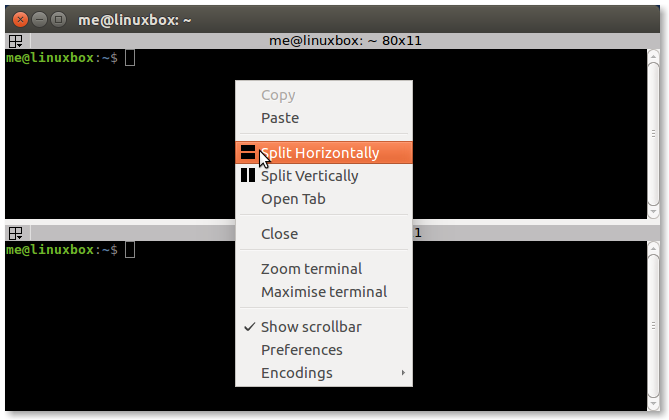 me@linuxbox: ~
me@linuxbox: ~ 80x11
me@linuxbox:~$
Copy
Paste
Split Horizontally
Split Vertically
Open Tab
Close
Zoom terminal
Maximise terminal
Show scrollbar
Preferences
Encodings
1
me@linuxbox:~$